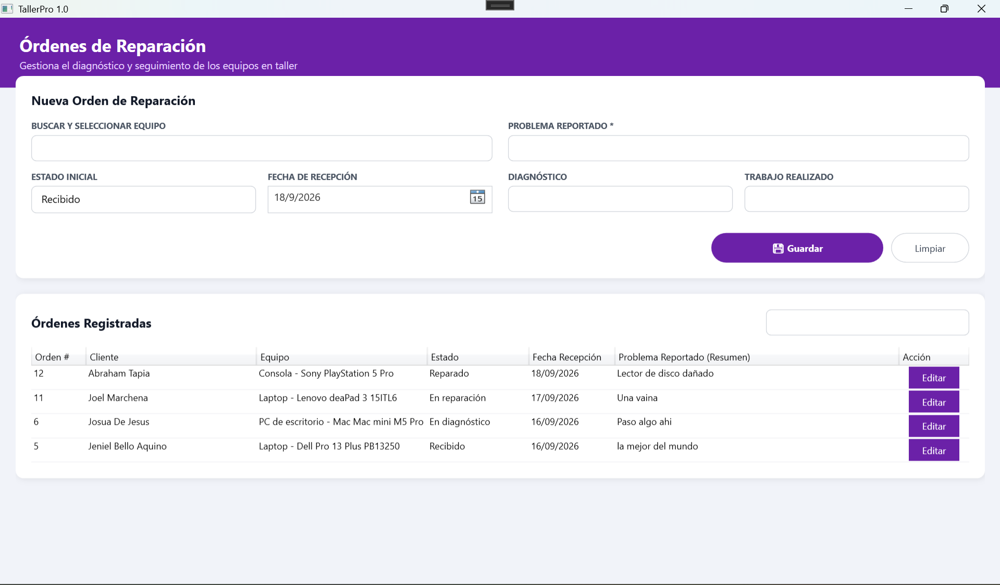 TallerPro 1.0
Órdenes de Reparación
Gestiona el diagnóstico y seguimiento de los equipos en taller
Nueva Orden de Reparación
BUSCAR Y SELECCIONAR EQUIPO
PROBLEMA REPORTADO *
ESTADO INICIAL
FECHA DE RECEPCIÓN
DIAGNÓSTICO
TRABAJO REALIZADO
Recibido
18/9/2026
15
Guardar
Limpiar
Órdenes Registradas
Orden # Cliente Equipo Estado Fecha Recepción Problema Reportado (Resumen) Acción
12 Abraham Tapia Consola - Sony PlayStation 5 Pro Reparado 18/09/2026 Lector de disco dañado Editar
11 Joel Marchena Laptop - Lenovo deaPad 3 15ITL6 En reparación 17/09/2026 Una vaina Editar
6 Josua De Jesus PC de escritorio - Mac Mac mini M5 Pro En diagnóstico 16/09/2026 Paso algo ahi Editar
5 Jeniel Bello Aquino Laptop - Dell Pro 13 Plus PB13250 Recibido 16/09/2026 la mejor del mundo Editar